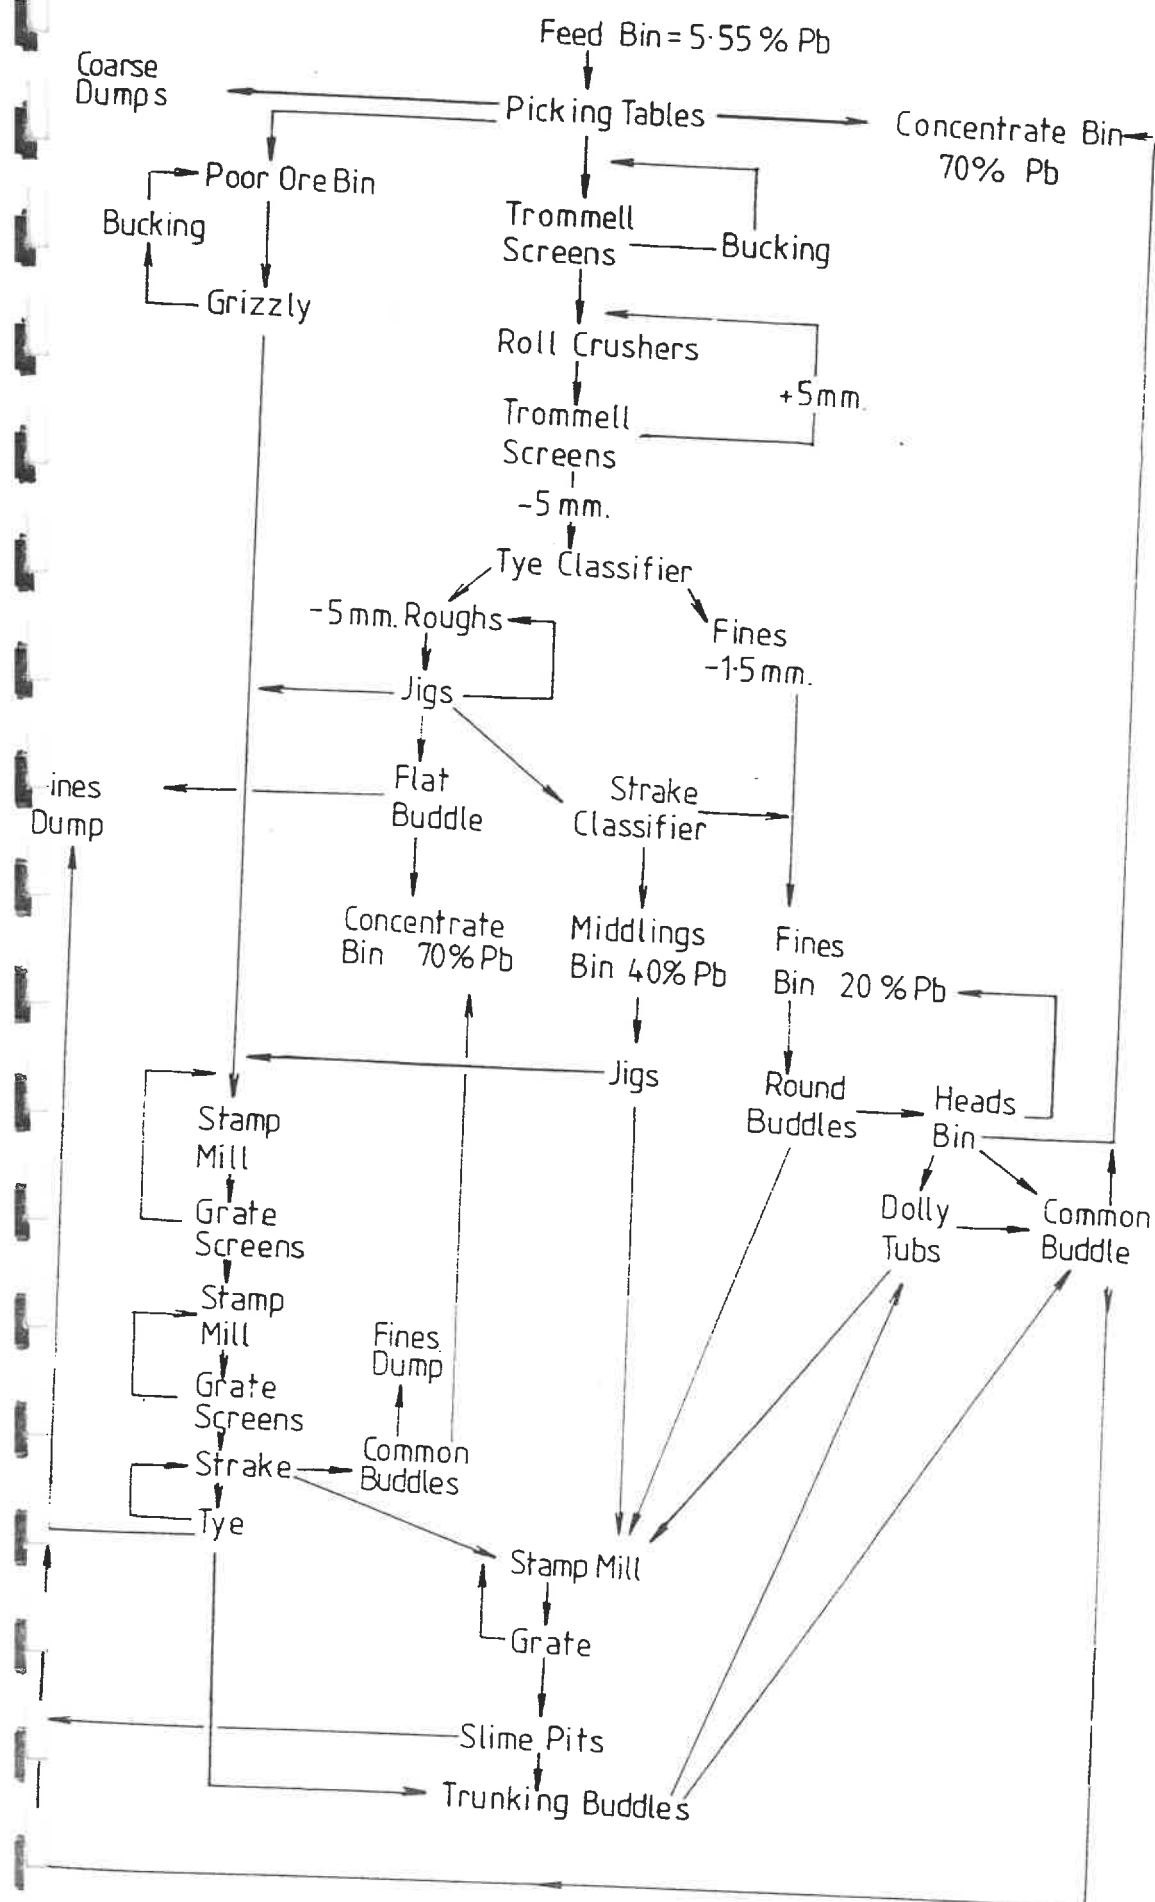 Feed Bin = 5·55 % Pb
Coarse
Dumps
Picking Tables
Concentrate Bin
70% Pb
Poor Ore Bin
Bucking
Trommell
Screens
Bucking
Grizzly
Roll Crushers
+5mm.
Trommell
Screens
-5 mm.
Tye Classifier
-5 mm. Roughs
Fines
-1·5 mm.
Jigs
Flat
Buddle
Strake
Classifier
ines
Dump
Concentrate
Bin 70% Pb
Middlings
Bin 40% Pb
Fines
Bin 20 % Pb
Jigs
Round
Buddles
Heads
Bin
Stamp
Mill
Grate
Screens
Dolly
Tubs
Common
Buddle
Stamp
Mill
Fines
Dump
Grate
Screens
Strake
Common
Buddles
Tye
Stamp Mill
Grate
Slime Pits
Trunking Buddles